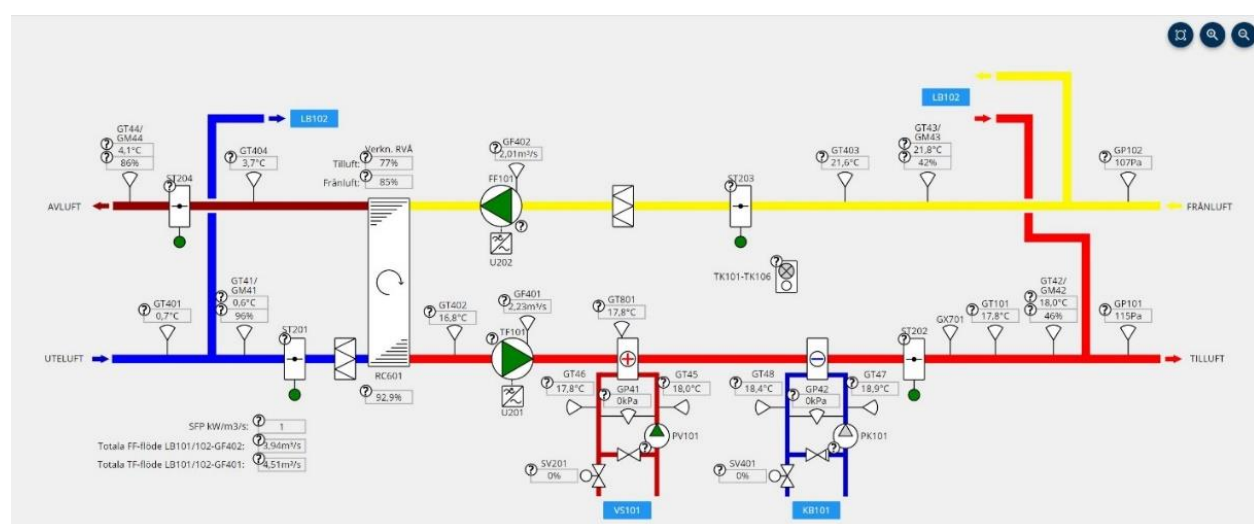 LB102
LB102
GT44/
GM44
4,1°C
86%
GT404
3,7°C
Verkn. RVÅ
Tilluft:
77%
Frånluft:
85%
GF402
2,01m³/s
FF101
GT403
21,6°C
GT43/
GM43
21,8°C
42%
GP102
107Pa
ST204
ST203
AVLUFT
FRÅNLUFT
U202
TK101-TK106
GT401
0,7°C
GT41/
GM41
0,6°C
96%
ST201
GT402
16,8°C
GF401
2,23m³/s
TF101
GT801
17,8°C
ST202
GX701
GT101
17,8°C
GT42/
GM42
18,0°C
46%
GP101
115Pa
UTELUFT
TILLUFT
RC601
92,9%
U201
GT46
17,8°C
GT45
18,0°C
GP41
0kPa
GT48
18,4°C
GT47
18,9°C
GP42
0kPa
PV101
PK101
SFP kW/m3/s:
1
Totala FF-flöde LB101/102-GF402:
3,94m³/s
Totala TF-flöde LB101/102-GF401:
4,51m³/s
SV201
0%
SV401
0%
VS101
KB101